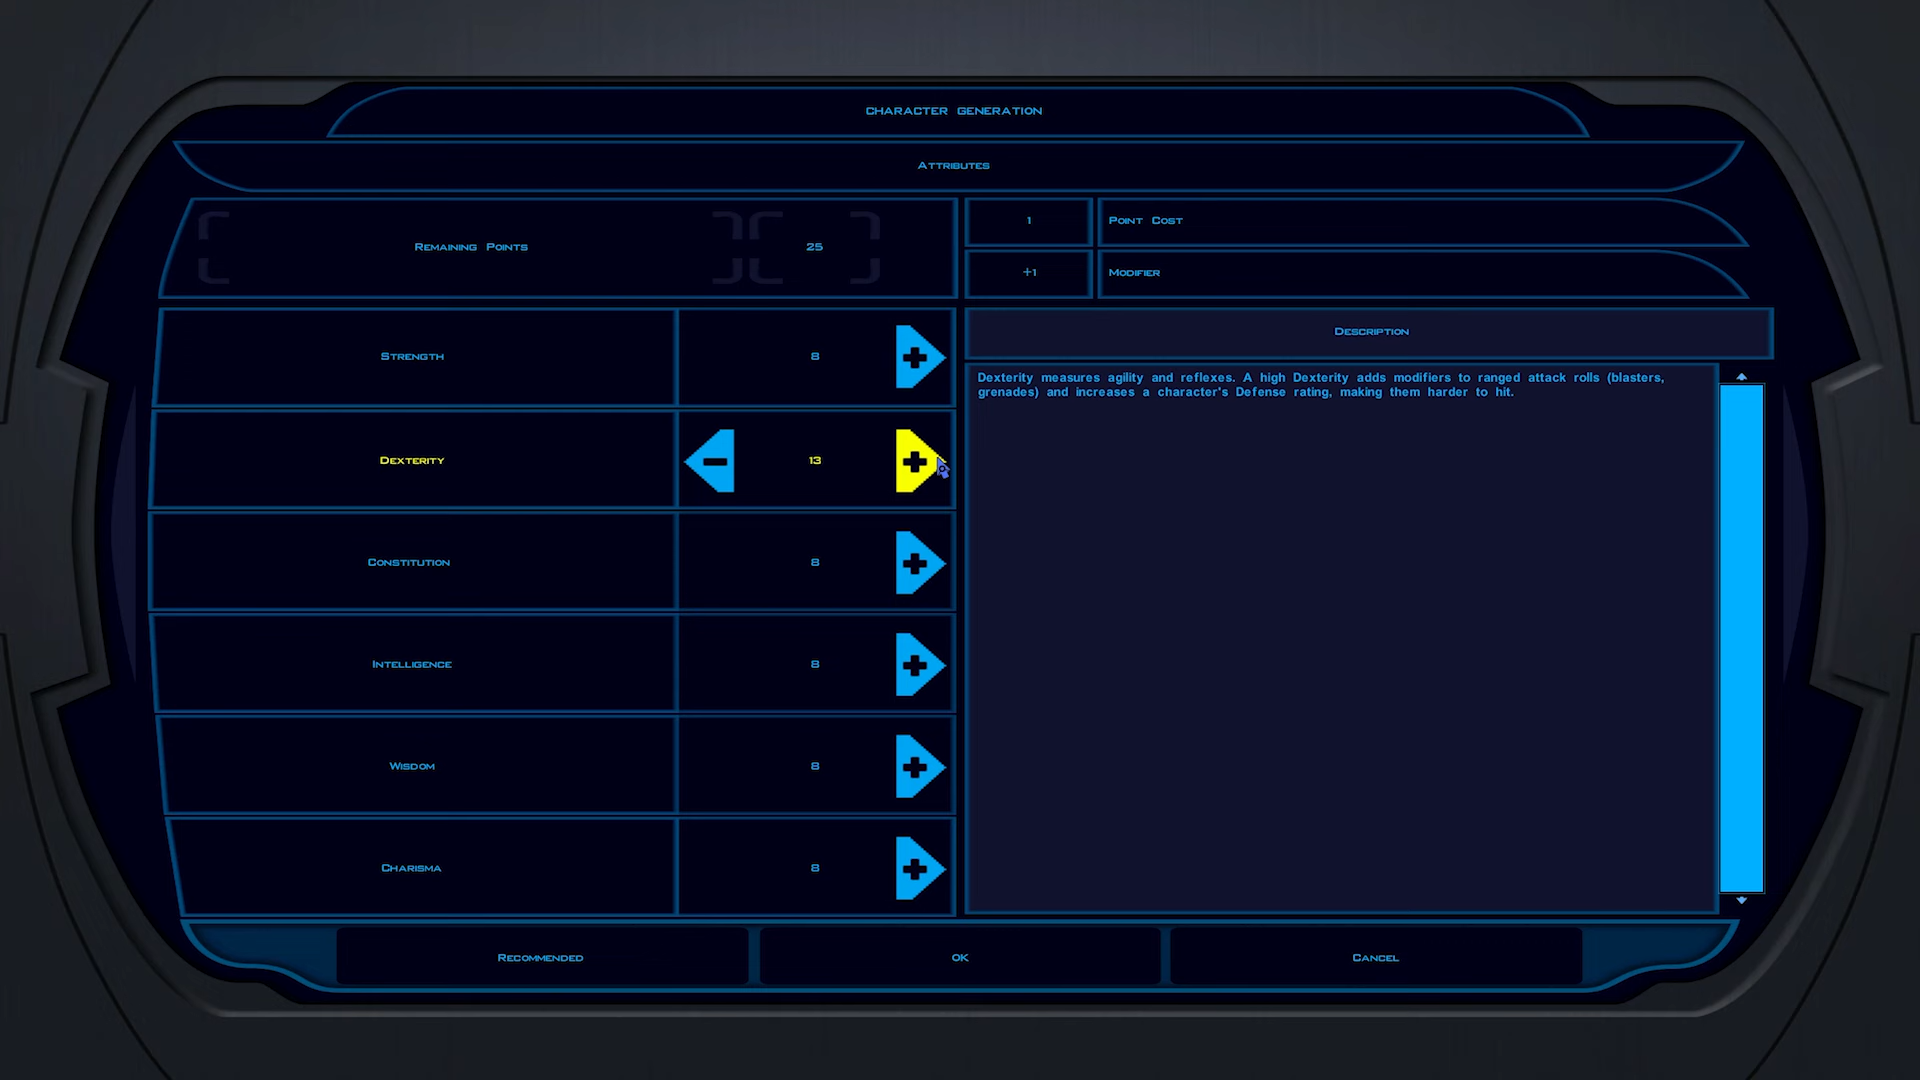 Character Generation
Attributes
Remaining Points 25
1 Point Cost
+1 Modifier
Strength 8
Dexterity 13
Constitution 8
Intelligence 8
Wisdom 8
Charisma 8
Description
Dexterity measures agility and reflexes. A high Dexterity adds modifiers to ranged attack rolls (blasters,
grenades) and increases a character's Defense rating, making them harder to hit.
Recommended OK Cancel